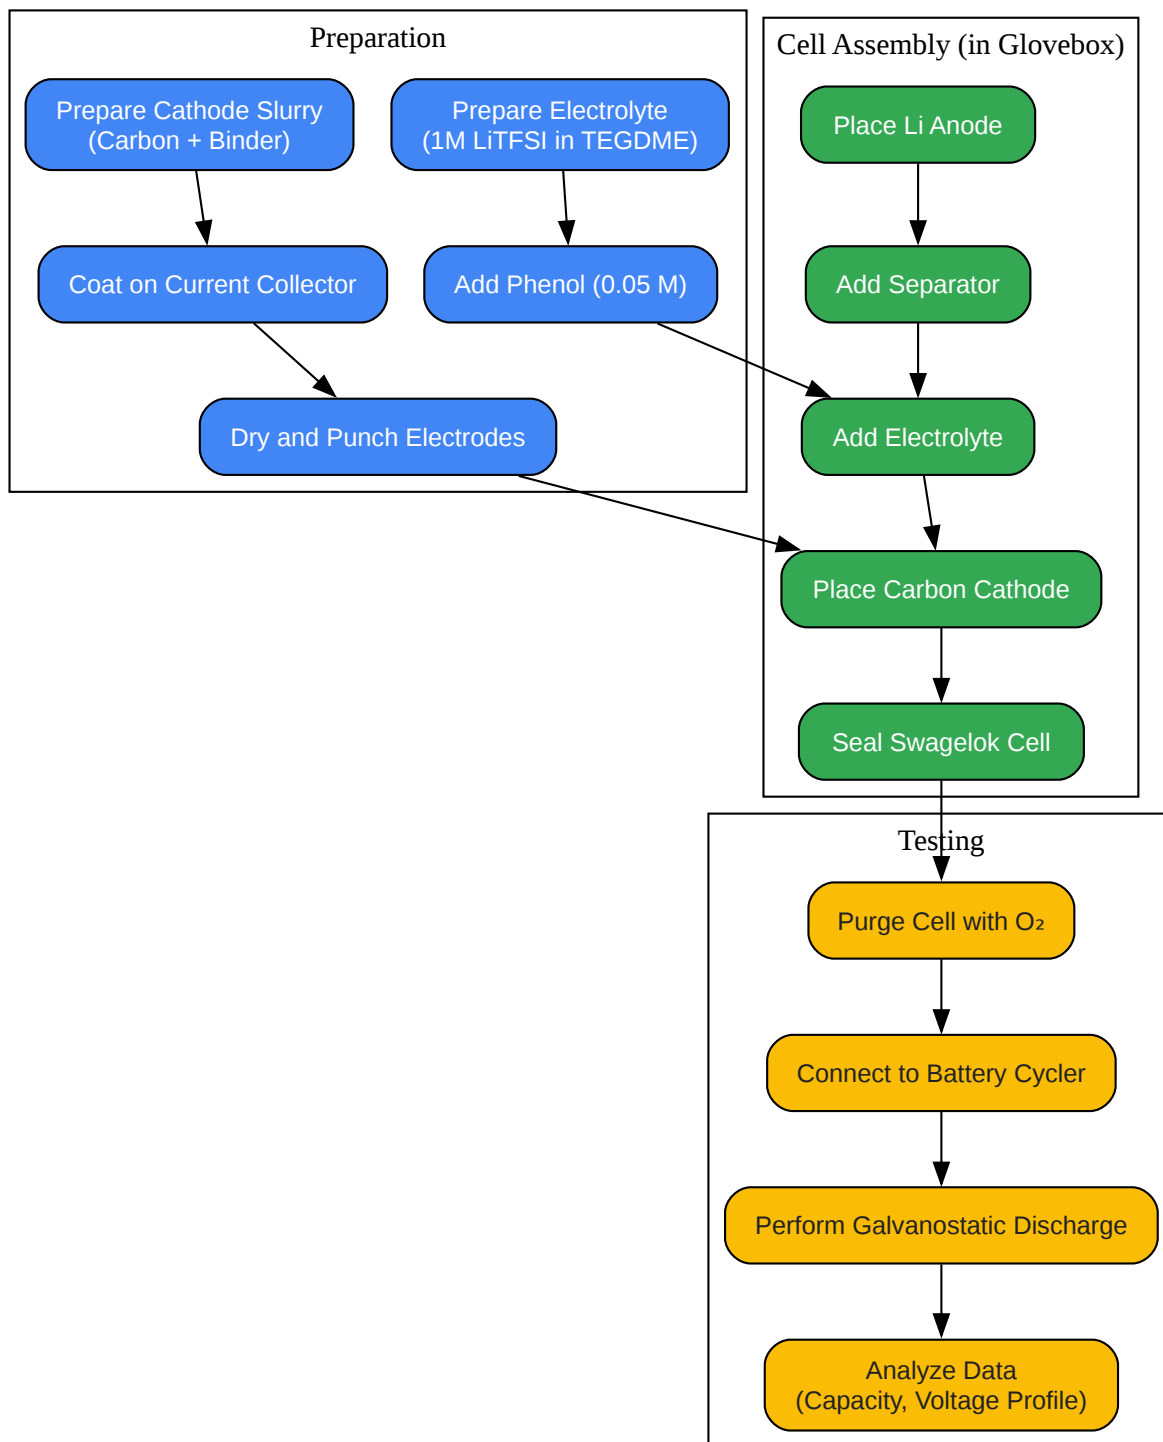 Preparation
Prepare Cathode Slurry
(Carbon + Binder)
Prepare Electrolyte
(1M LiTFSI in TEGDME)
Coat on Current Collector
Add Phenol (0.05 M)
Dry and Punch Electrodes
Cell Assembly (in Glovebox)
Place Li Anode
Add Separator
Add Electrolyte
Place Carbon Cathode
Seal Swagelok Cell
Testing
Purge Cell with O₂
Connect to Battery Cycler
Perform Galvanostatic Discharge
Analyze Data
(Capacity, Voltage Profile)